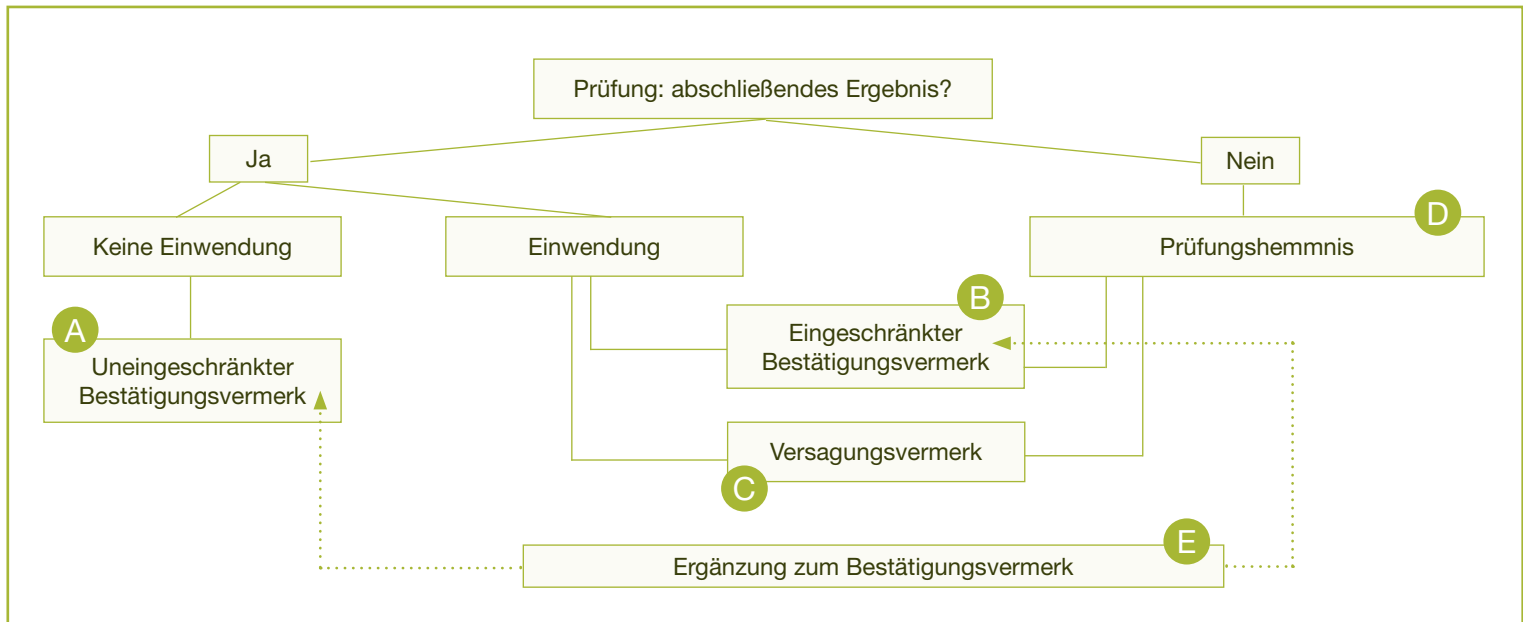 Prüfung: abschließendes Ergebnis?
Ja
Nein
Keine Einwendung
Einwendung
D
Prüfungshemmnis
A
Uneingeschränkter
Bestätigungsvermerk
B
Eingeschränkter
Bestätigungsvermerk
Versagungsvermerk
C
E
Ergänzung zum Bestätigungsvermerk